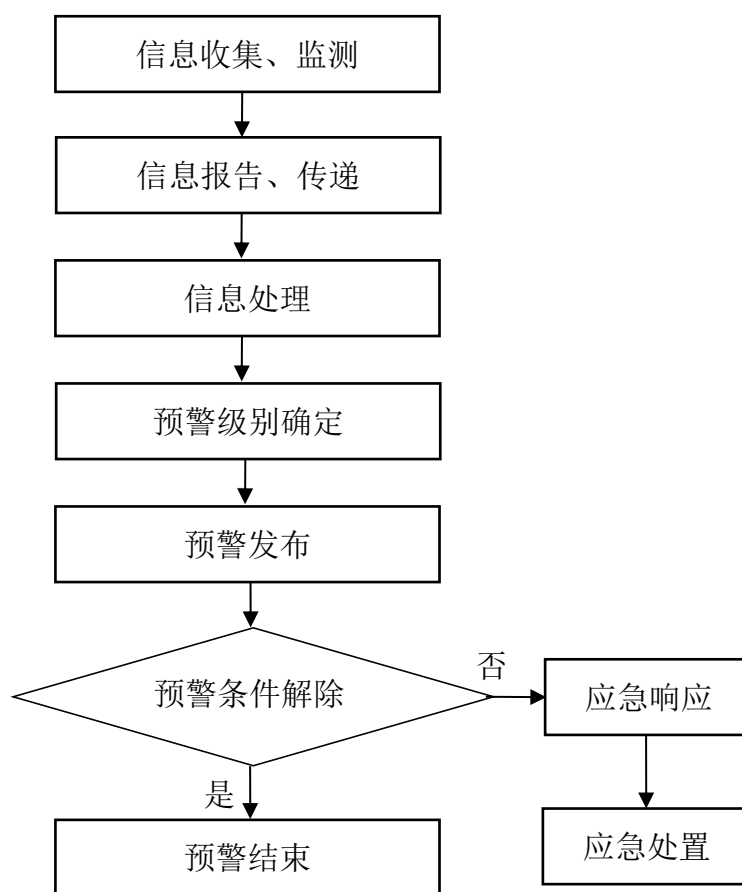 信息收集、监测
信息报告、传递
信息处理
预警级别确定
预警发布
预警条件解除
否
应急响应
是
应急处置
预警结束